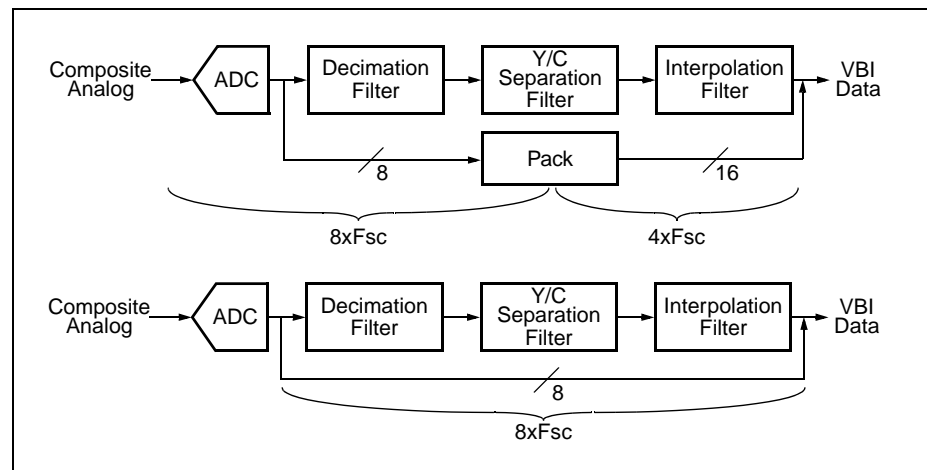 Composite
Analog
ADC
Decimation
Filter
Y/C
Separation
Filter
Interpolation
Filter
VBI
Data
8
Pack
16
8xFsc
4xFsc
Composite
Analog
ADC
Decimation
Filter
Y/C
Separation
Filter
Interpolation
Filter
VBI
Data
8
8xFsc